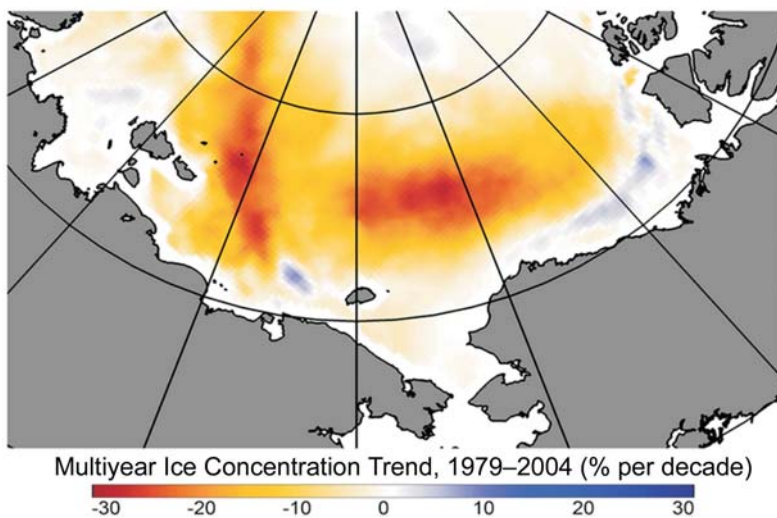 Multiyear Ice Concentration Trend, 1979–2004 (% per decade)
-30 -20 -10 0 10 20 30